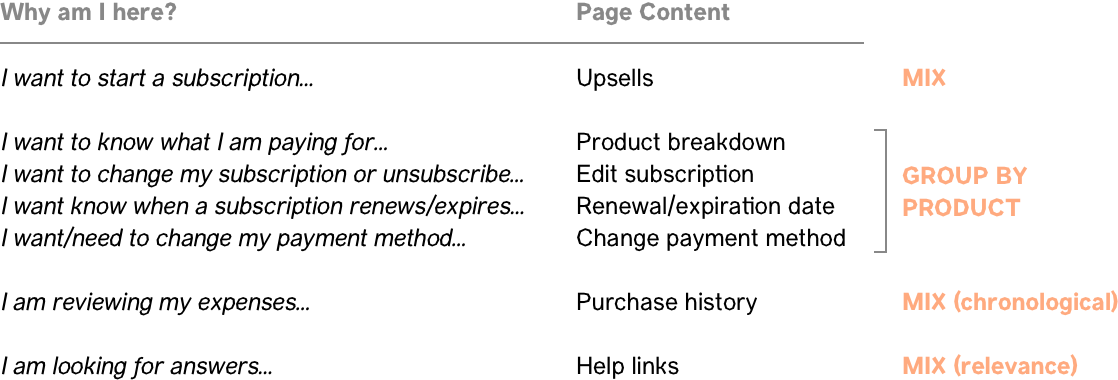 Why am I here? Page Content
I want to start a subscription... Upsells MIX
I want to know what I am paying for... Product breakdown
I want to change my subscription or unsubscribe... Edit subscription GROUP BY
I want know when a subscription renews/expires... Renewal/expiration date PRODUCT
I want/need to change my payment method... Change payment method
I am reviewing my expenses... Purchase history MIX (chronological)
I am looking for answers... Help links MIX (relevance)